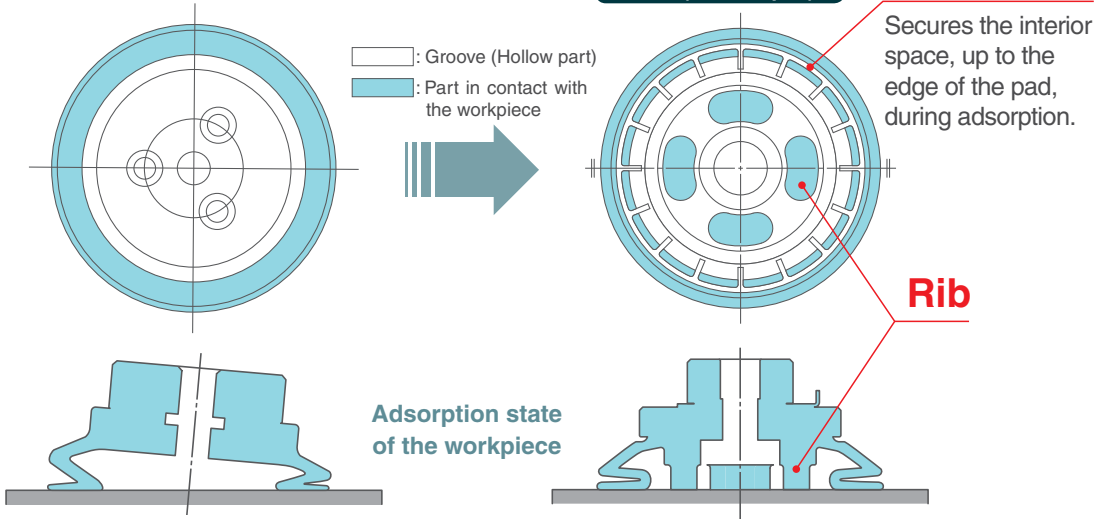 : Groove (Hollow part)
: Part in contact with
the workpiece
Secures the interior
space, up to the
edge of the pad,
during adsorption.
Rib
Adsorption state
of the workpiece